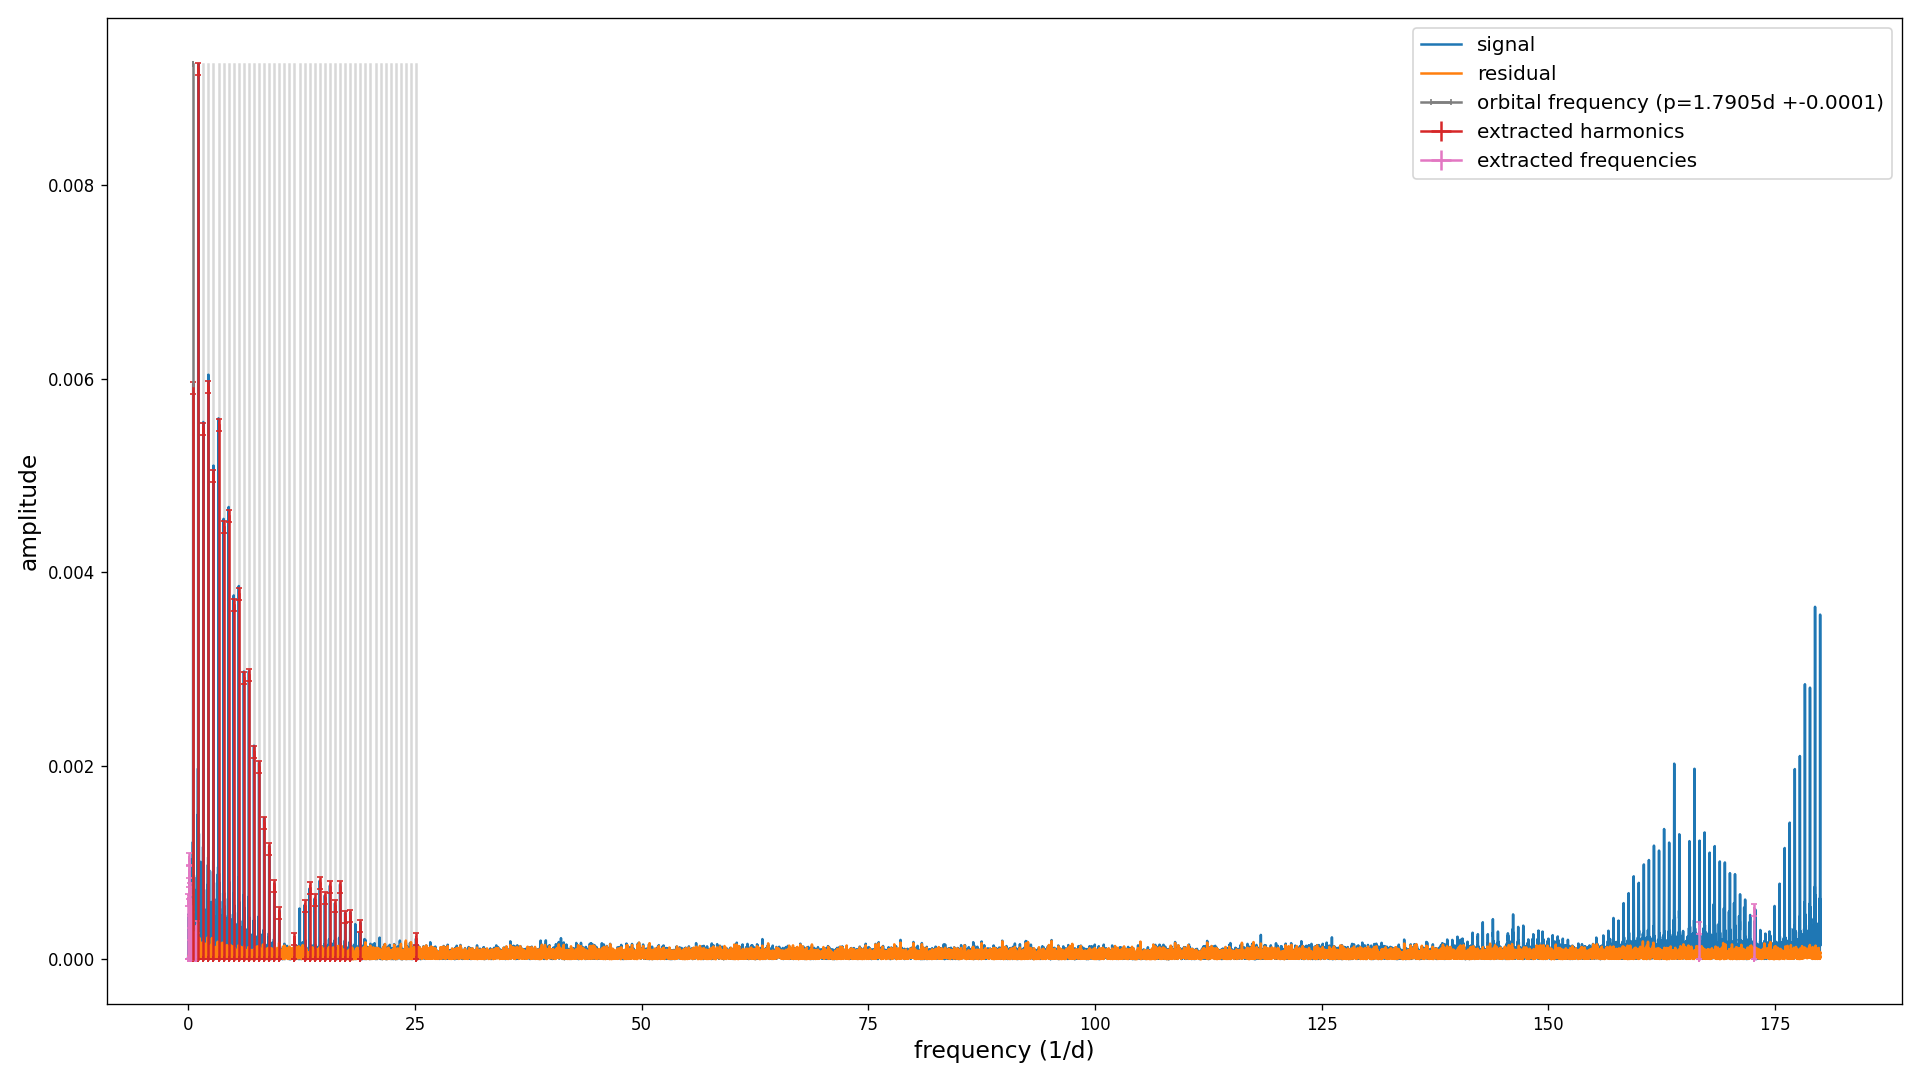 signal
residual
orbital frequency (p=1.7905d +-0.0001)
extracted harmonics
extracted frequencies
0.008
0.006
0.004
0.002
0.000
amplitude
0 25 50 75 100 125 150 175
frequency (1/d)